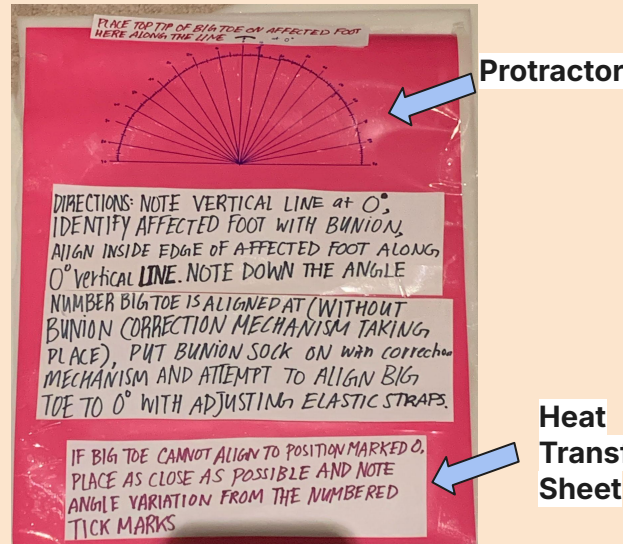 PLACE TOP TIP OF BIG TOE ON AFFECTED FOOT
HERE ALONG THE LINE
Protractor
DIRECTIONS: NOTE VERTICAL LINE at 0°,
IDENTIFY AFFECTED FOOT WITH BUNION,
AlIGN INSIDE EDGE OF AFFECTED FOOT ALONG
0° vertical LINE. NOTE DOWN THE ANGLE
NUMBER BIG TOE IS ALIGNED AT (WITHOUT
BUNION CORRECTION MECHANISM TAKING
PLACE), PUT BUNION SOCK ON with correction
MECHANISM AND ATTEMPT TO ALIGN BIG
TOE TO 0° WITH ADJUSTING ELASTIC STRAPS.
IF BIG TOE CANNOT ALIGN TO POSITION MARKED 0,
PLACE AS CLOSE AS POSSIBLE AND NOTE
ANGLE VARIATION FROM THE NUMBERED
TICK MARKS
Heat
Transf
Sheet